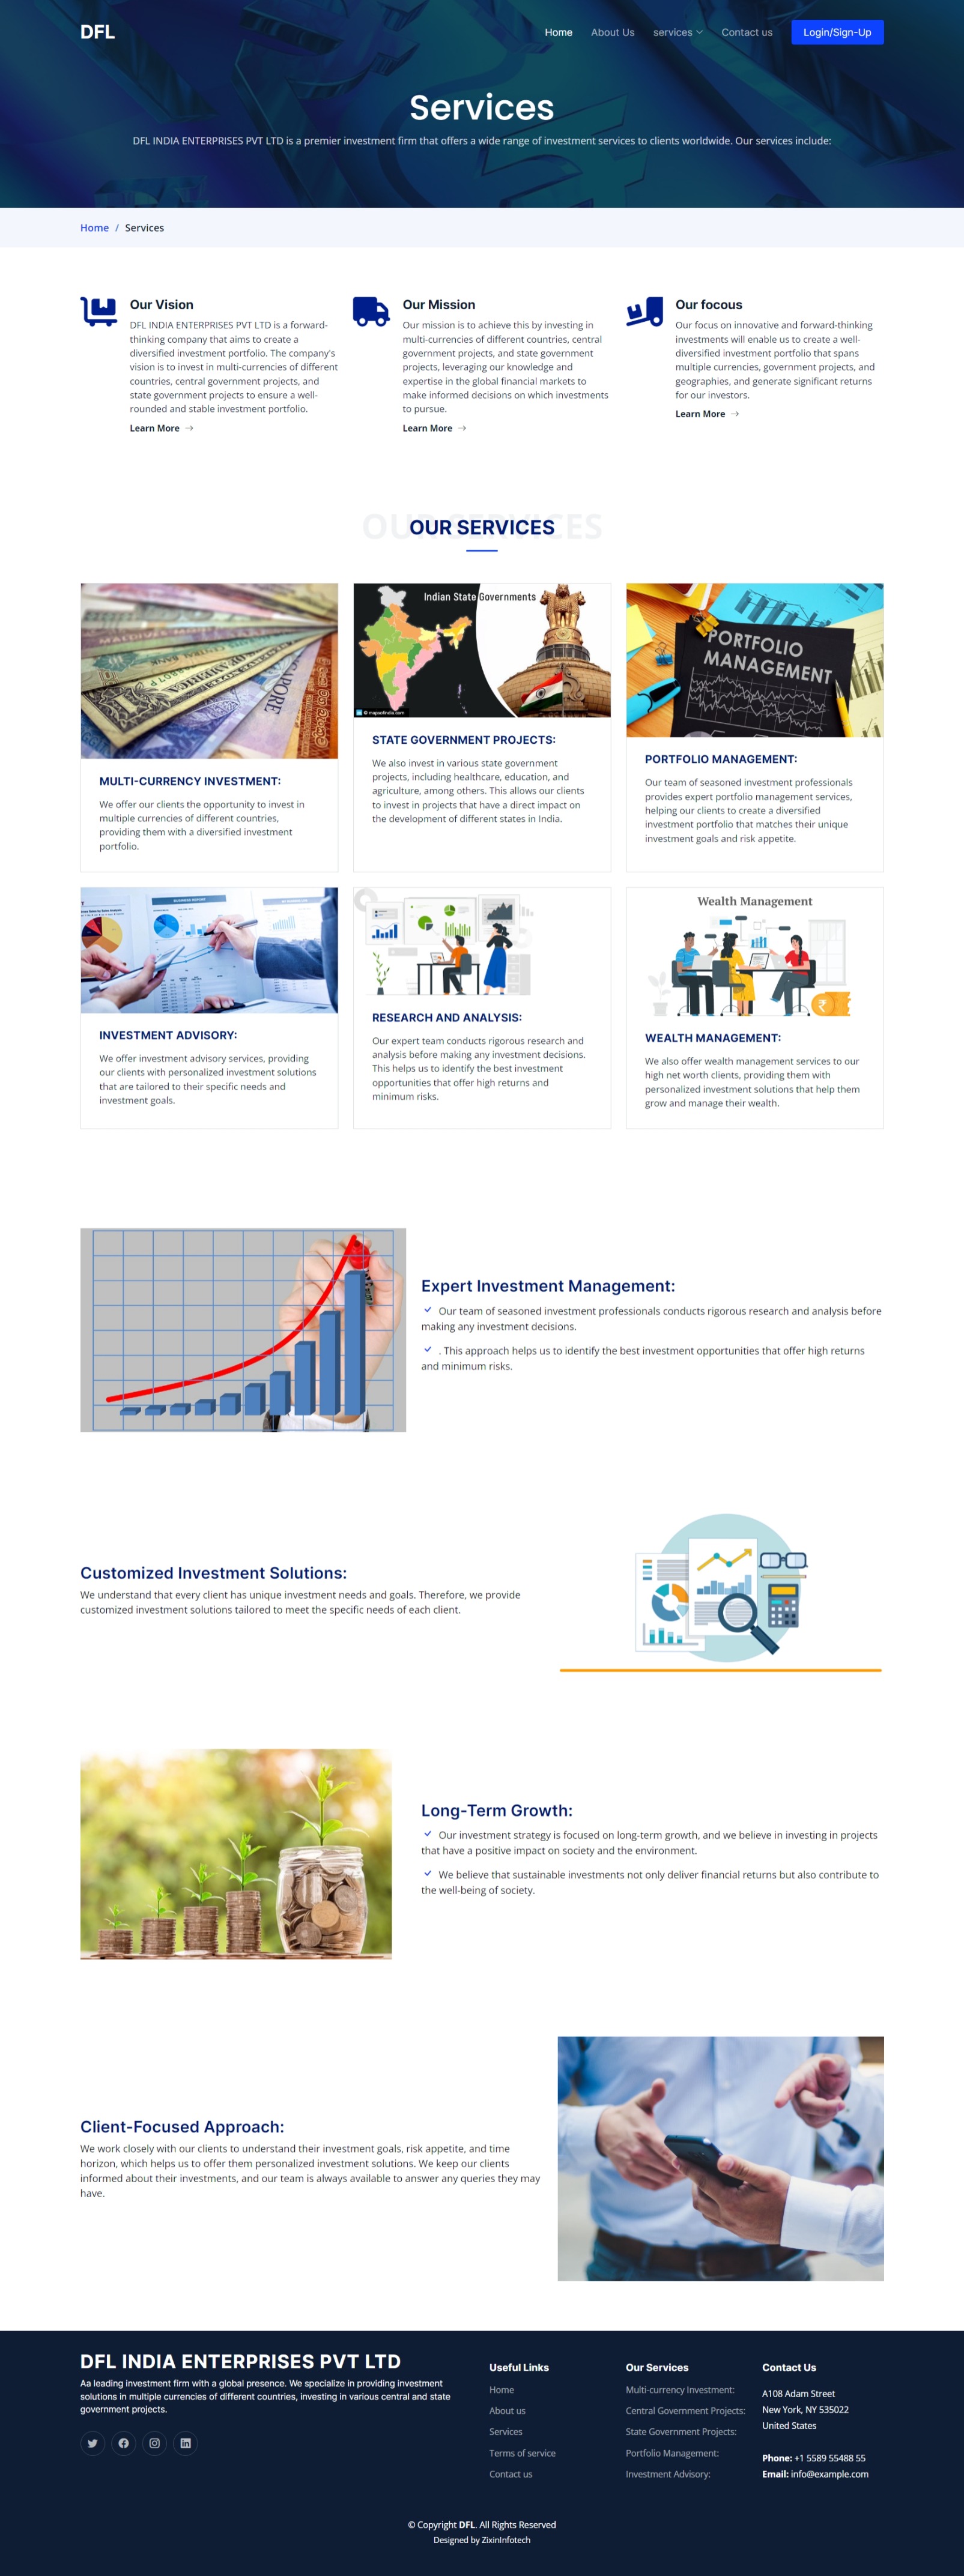 DFL
Home
About Us
services
Contact us
Login/Sign-Up
Services
DFL INDIA ENTERPRISES PVT LTD is a premier investment firm that offers a wide range of investment services to clients worldwide. Our services include:
Home / Services
Our Vision
DFL INDIA ENTERPRISES PVT LTD is a forward-
thinking company that aims to create a
diversified investment portfolio. The company's
vision is to invest in multi-currencies of different
countries, central government projects, and
state government projects to ensure a well-
rounded and stable investment portfolio.
Learn More
Our Mission
Our mission is to achieve this by investing in
multi-currencies of different countries, central
government projects, and state government
projects, leveraging our knowledge and
expertise in the global financial markets to
make informed decisions on which investments
to pursue.
Learn More
Our focous
Our focus on innovative and forward-thinking
investments will enable us to create a well-
diversified investment portfolio that spans
multiple currencies, government projects, and
geographies, and generate significant returns
for our investors.
Learn More
OUR SERVICES
OUR SERVICES
MULTI-CURRENCY INVESTMENT:
We offer our clients the opportunity to invest in
multiple currencies of different countries,
providing them with a diversified investment
portfolio.
Indian State Governments
© mapsofindia.com
STATE GOVERNMENT PROJECTS:
We also invest in various state government
projects, including healthcare, education, and
agriculture, among others. This allows our clients
to invest in projects that have a direct impact on
the development of different states in India.
PORTFOLIO
MANAGEMENT
PORTFOLIO MANAGEMENT:
Our team of seasoned investment professionals
provides expert portfolio management services,
helping our clients to create a diversified
investment portfolio that matches their unique
investment goals and risk appetite.
INVESTMENT ADVISORY:
We offer investment advisory services, providing
our clients with personalized investment solutions
that are tailored to their specific needs and
investment goals.
RESEARCH AND ANALYSIS:
Our expert team conducts rigorous research and
analysis before making any investment decisions.
This helps us to identify the best investment
opportunities that offer high returns and
minimum risks.
Wealth Management
WEALTH MANAGEMENT:
We also offer wealth management services to our
high net worth clients, providing them with
personalized investment solutions that help them
grow and manage their wealth.
Expert Investment Management:
Our team of seasoned investment professionals conducts rigorous research and analysis before
making any investment decisions.
. This approach helps us to identify the best investment opportunities that offer high returns
and minimum risks.
Customized Investment Solutions:
We understand that every client has unique investment needs and goals. Therefore, we provide
customized investment solutions tailored to meet the specific needs of each client.
Long-Term Growth:
Our investment strategy is focused on long-term growth, and we believe in investing in projects
that have a positive impact on society and the environment.
We believe that sustainable investments not only deliver financial returns but also contribute to
the well-being of society.
Client-Focused Approach:
We work closely with our clients to understand their investment goals, risk appetite, and time
horizon, which helps us to offer them personalized investment solutions. We keep our clients
informed about their investments, and our team is always available to answer any queries they may
have.
DFL INDIA ENTERPRISES PVT LTD
Aa leading investment firm with a global presence. We specialize in providing investment
solutions in multiple currencies of different countries, investing in various central and state
government projects.
Useful Links
Home
About us
Services
Terms of service
Contact us
Our Services
Multi-currency Investment:
Central Government Projects:
State Government Projects:
Portfolio Management:
Investment Advisory:
Contact Us
A108 Adam Street
New York, NY 535022
United States
Phone: +1 5589 55488 55
Email: info@example.com
© Copyright DFL. All Rights Reserved
Designed by ZixinInfotech